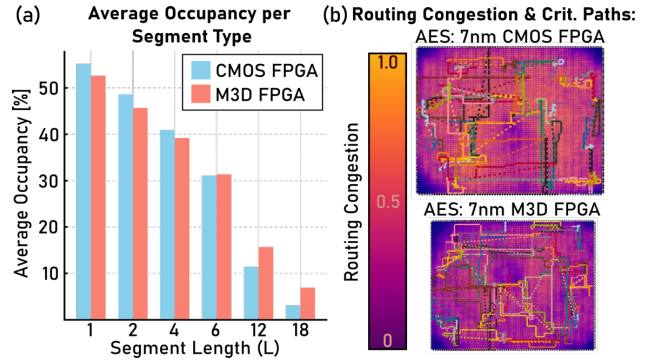 (a)
Average Occupancy per
Segment Type
CMOS FPGA
M3D FPGA
Average Occupancy [%]
50
40
30
20
10
1 2 4 6 12 18
Segment Length (L)
(b) Routing Congestion & Crit. Paths:
AES: 7nm CMOS FPGA
1.0
0.5
0
Routing Congestion
AES: 7nm M3D FPGA